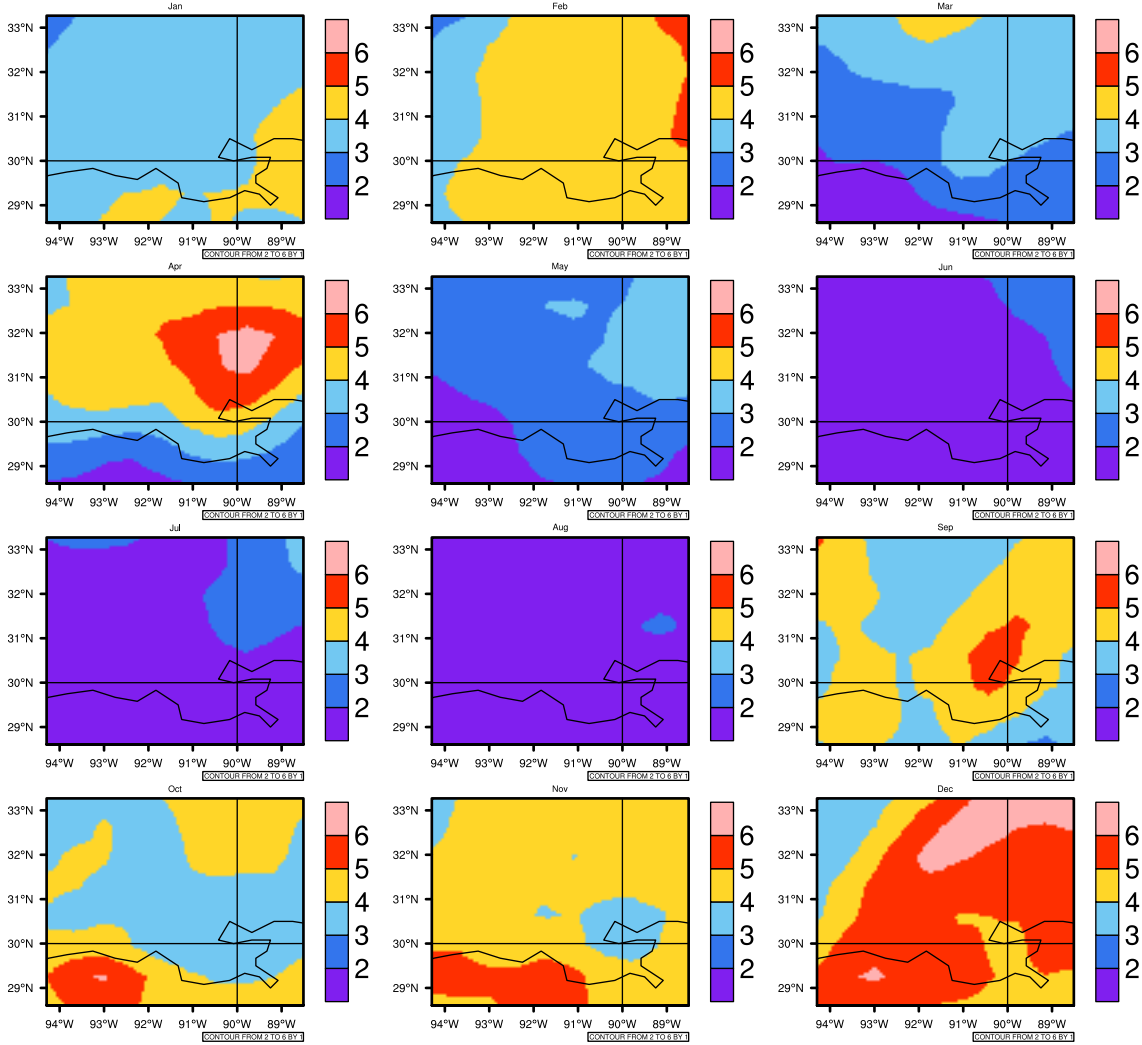 Jan Feb Mar
33°N 33°N 33°N
6 6 6
32°N 32°N 32°N
5 5 5
31°N 4 31°N 4 31°N 4
30°N 3 30°N 3 30°N 3
29°N 2 29°N 2 29°N 2
94°W 93°W 92°W 91°W 90°W 89°W 94°W 93°W 92°W 91°W 90°W 89°W 94°W 93°W 92°W 91°W 90°W 89°W
CONTOUR FROM 2 TO 6 BY 1 CONTOUR FROM 2 TO 6 BY 1 CONTOUR FROM 2 TO 6 BY 1
Apr May Jun
33°N 33°N 33°N
6 6 6
32°N 32°N 32°N
5 5 5
31°N 4 31°N 4 31°N 4
30°N 3 30°N 3 30°N 3
29°N 2 29°N 2 29°N 2
94°W 93°W 92°W 91°W 90°W 89°W 94°W 93°W 92°W 91°W 90°W 89°W 94°W 93°W 92°W 91°W 90°W 89°W
CONTOUR FROM 2 TO 6 BY 1 CONTOUR FROM 2 TO 6 BY 1 CONTOUR FROM 2 TO 6 BY 1
Jul Aug Sep
33°N 33°N 33°N
6 6 6
32°N 32°N 32°N
5 5 5
31°N 4 31°N 4 31°N 4
30°N 3 30°N 3 30°N 3
29°N 2 29°N 2 29°N 2
94°W 93°W 92°W 91°W 90°W 89°W 94°W 93°W 92°W 91°W 90°W 89°W 94°W 93°W 92°W 91°W 90°W 89°W
CONTOUR FROM 2 TO 6 BY 1 CONTOUR FROM 2 TO 6 BY 1 CONTOUR FROM 2 TO 6 BY 1
Oct Nov Dec
33°N 33°N 33°N
6 6 6
32°N 32°N 32°N
5 5 5
31°N 4 31°N 4 31°N 4
30°N 3 30°N 3 30°N 3
29°N 2 29°N 2 29°N 2
94°W 93°W 92°W 91°W 90°W 89°W 94°W 93°W 92°W 91°W 90°W 89°W 94°W 93°W 92°W 91°W 90°W 89°W
CONTOUR FROM 2 TO 6 BY 1 CONTOUR FROM 2 TO 6 BY 1 CONTOUR FROM 2 TO 6 BY 1